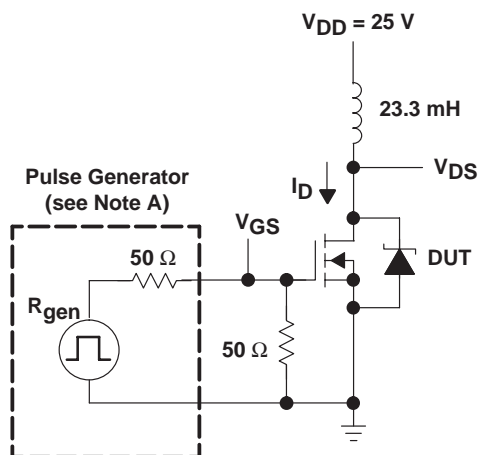 V_DD = 25 V
23.3 mH
V_DS
I_D
Pulse Generator
(see Note A)
V_GS
50 Ω
DUT
R_gen
50 Ω